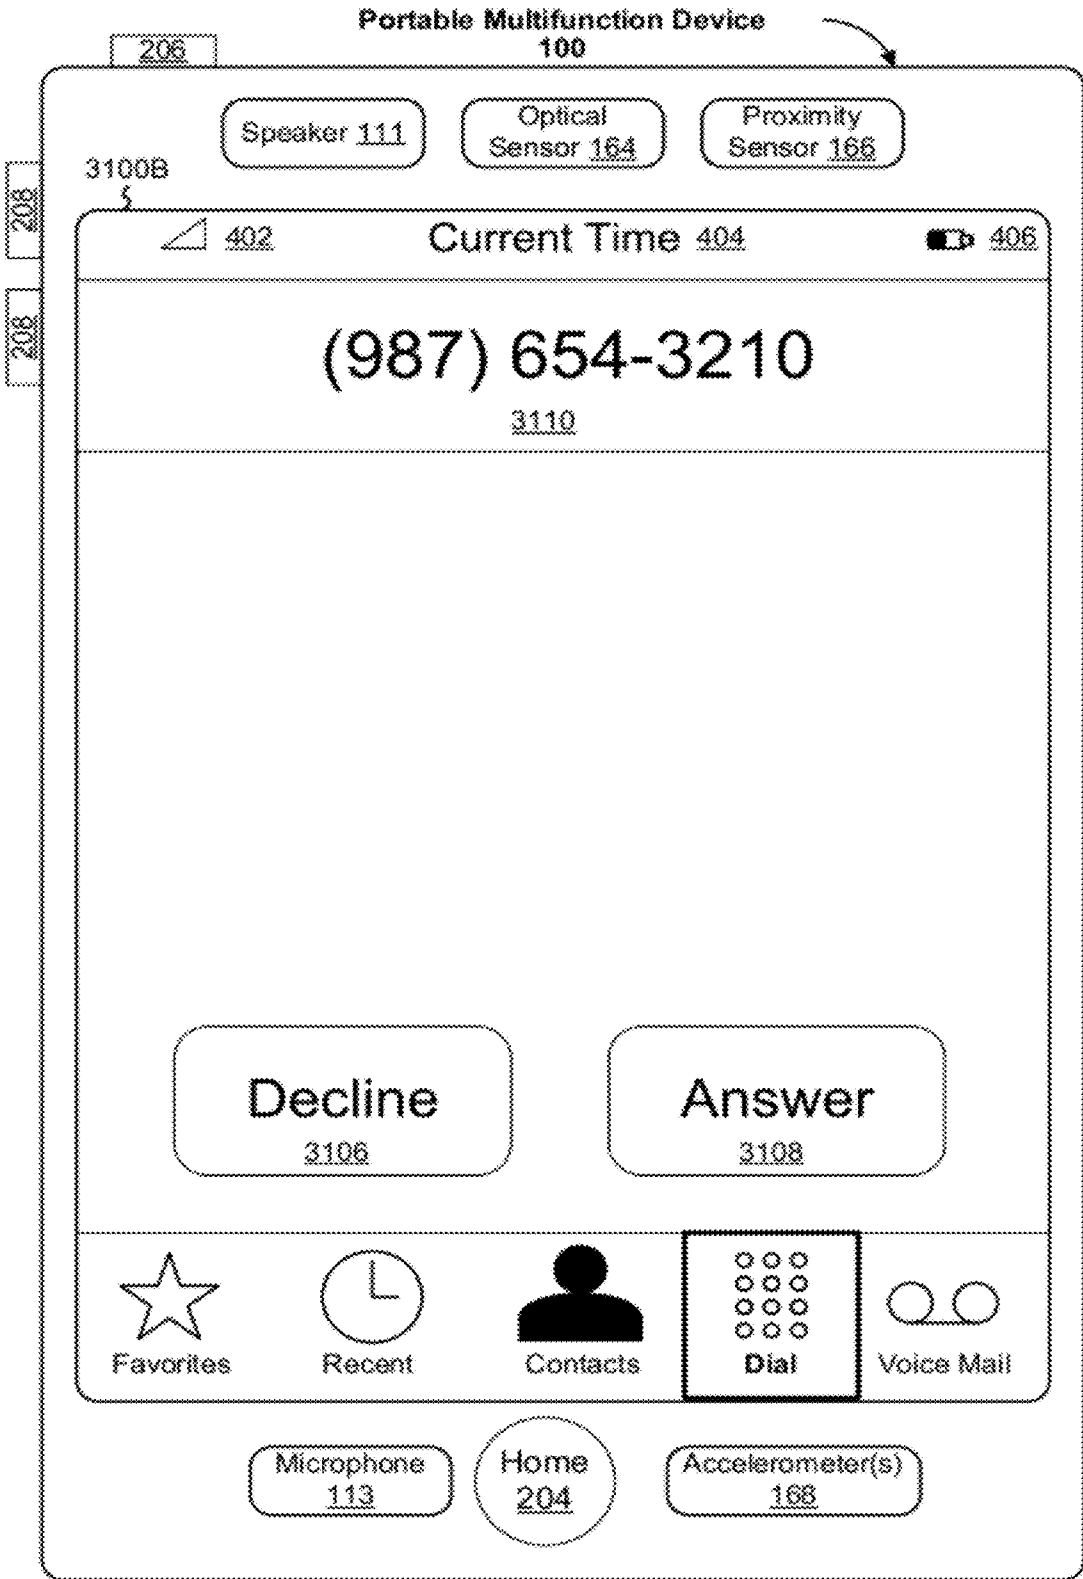 Portable Multifunction Device
100
206
Speaker 111
Optical
Sensor 164
Proximity
Sensor 166
3100B
208
402
Current Time 404
406
208
(987) 654-3210
3110
Decline
3106
Answer
3108
Favorites
Recent
Contacts
Dial
Voice Mail
Microphone
113
Home
204
Accelerometer(s)
168